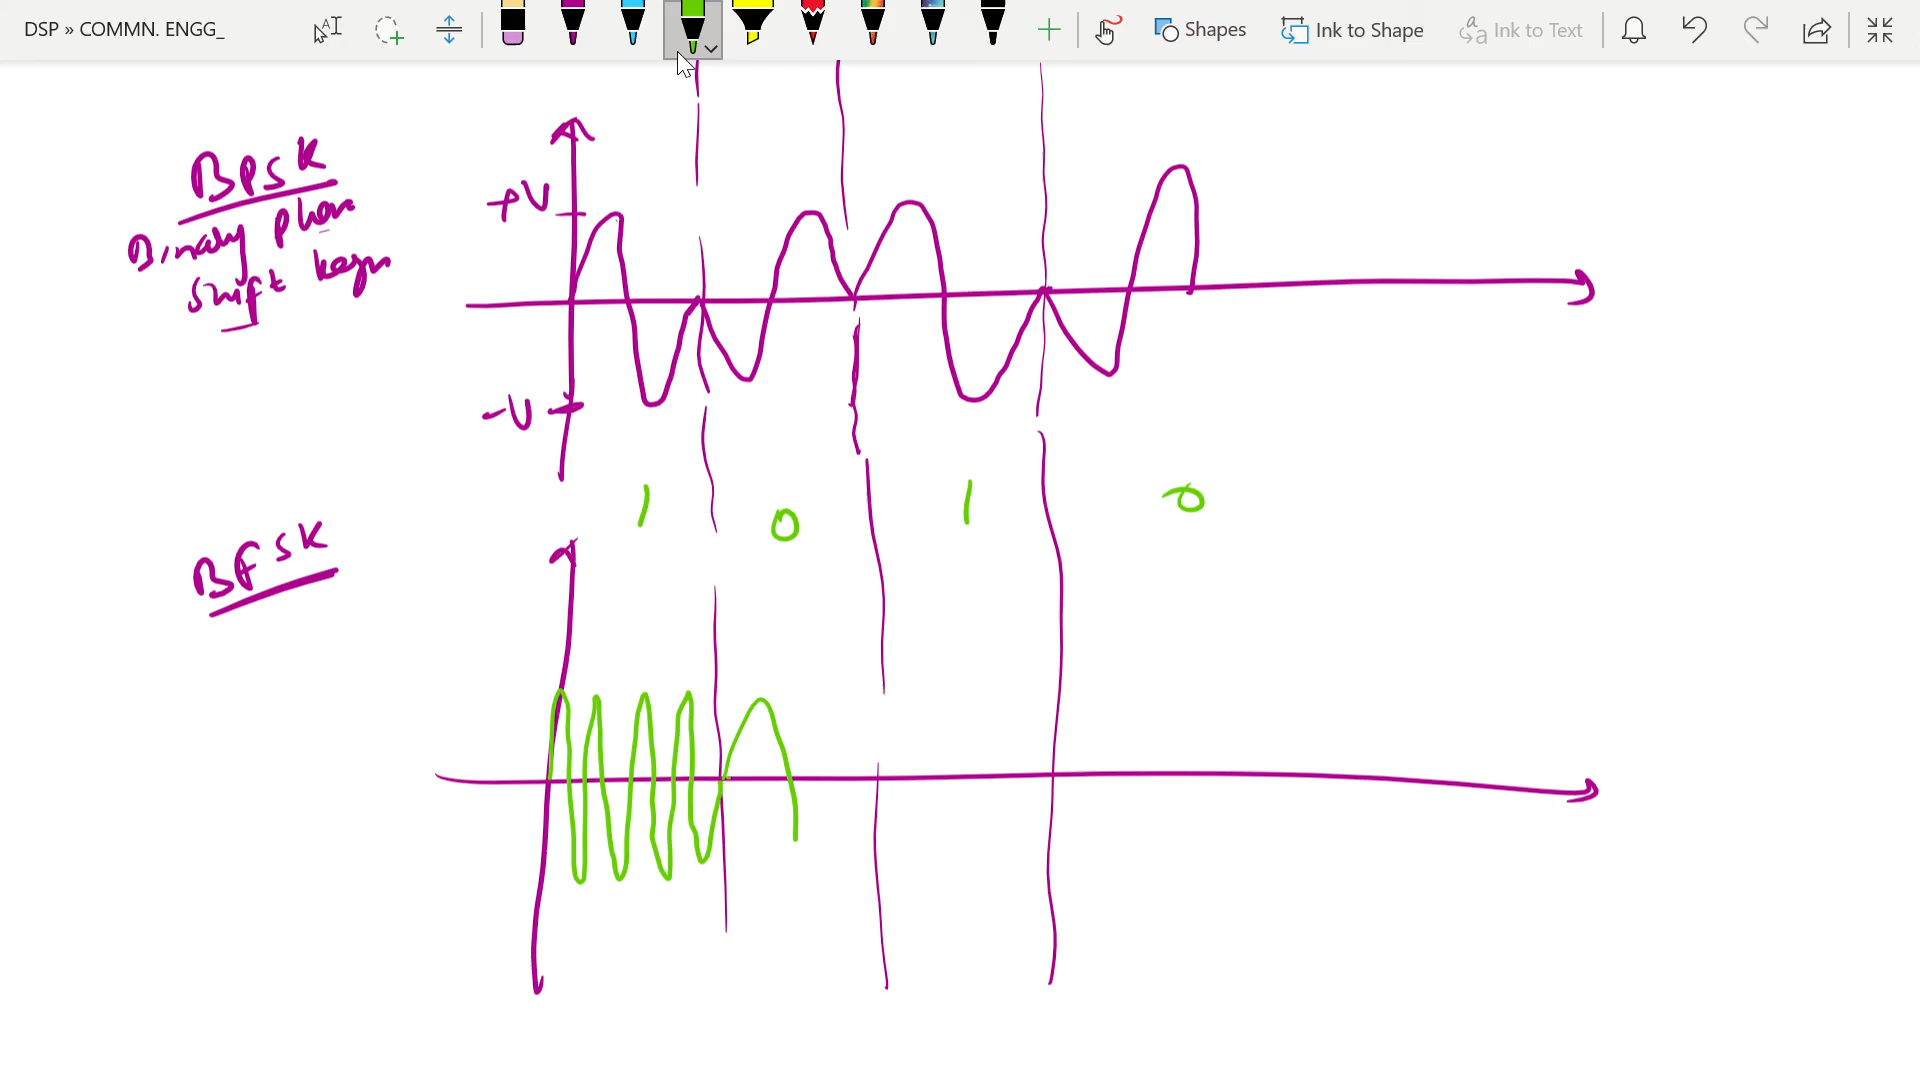 DSP » COMMN. ENGG_
Shapes
Ink to Shape
Ink to Text
BPSK
Binary phase
shift keyn
+V
-V
1 0 1 0
BFSK